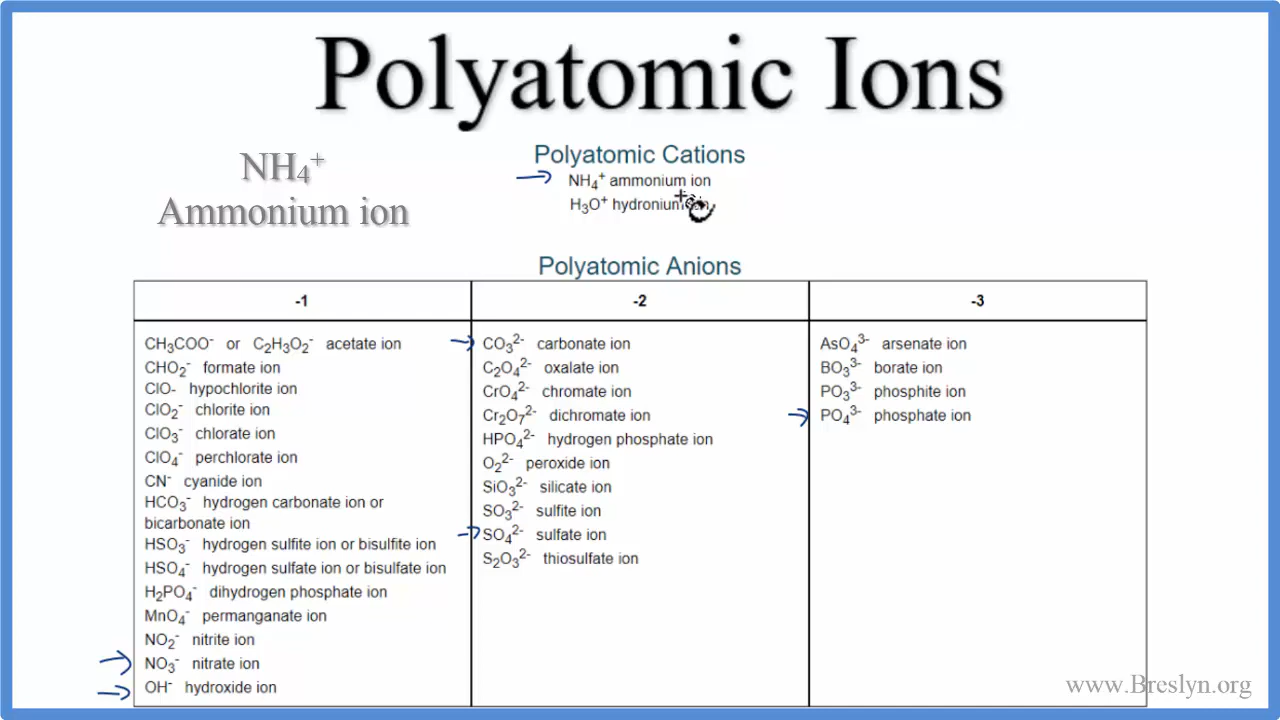 Polyatomic Ions
NH₄⁺
Ammonium ion
Polyatomic Cations
NH₄⁺ ammonium ion
H₃O⁺ hydronium
Polyatomic Anions
-1
-2
-3
CH₃COO⁻ or C₂H₃O₂⁻ acetate ion
CHO₂⁻ formate ion
ClO- hypochlorite ion
ClO₂⁻ chlorite ion
ClO₃⁻ chlorate ion
ClO₄⁻ perchlorate ion
CN⁻ cyanide ion
HCO₃⁻ hydrogen carbonate ion or
bicarbonate ion
HSO₃⁻ hydrogen sulfite ion or bisulfite ion
HSO₄⁻ hydrogen sulfate ion or bisulfate ion
H₂PO₄⁻ dihydrogen phosphate ion
MnO₄⁻ permanganate ion
NO₂⁻ nitrite ion
NO₃⁻ nitrate ion
OH⁻ hydroxide ion
CO₃²⁻ carbonate ion
C₂O₄²⁻ oxalate ion
CrO₄²⁻ chromate ion
Cr₂O₇²⁻ dichromate ion
HPO₄²⁻ hydrogen phosphate ion
O₂²⁻ peroxide ion
SiO₃²⁻ silicate ion
SO₃²⁻ sulfite ion
SO₄²⁻ sulfate ion
S₂O₃²⁻ thiosulfate ion
AsO₄³⁻ arsenate ion
BO₃³⁻ borate ion
PO₃³⁻ phosphite ion
PO₄³⁻ phosphate ion
www.Breslyn.org